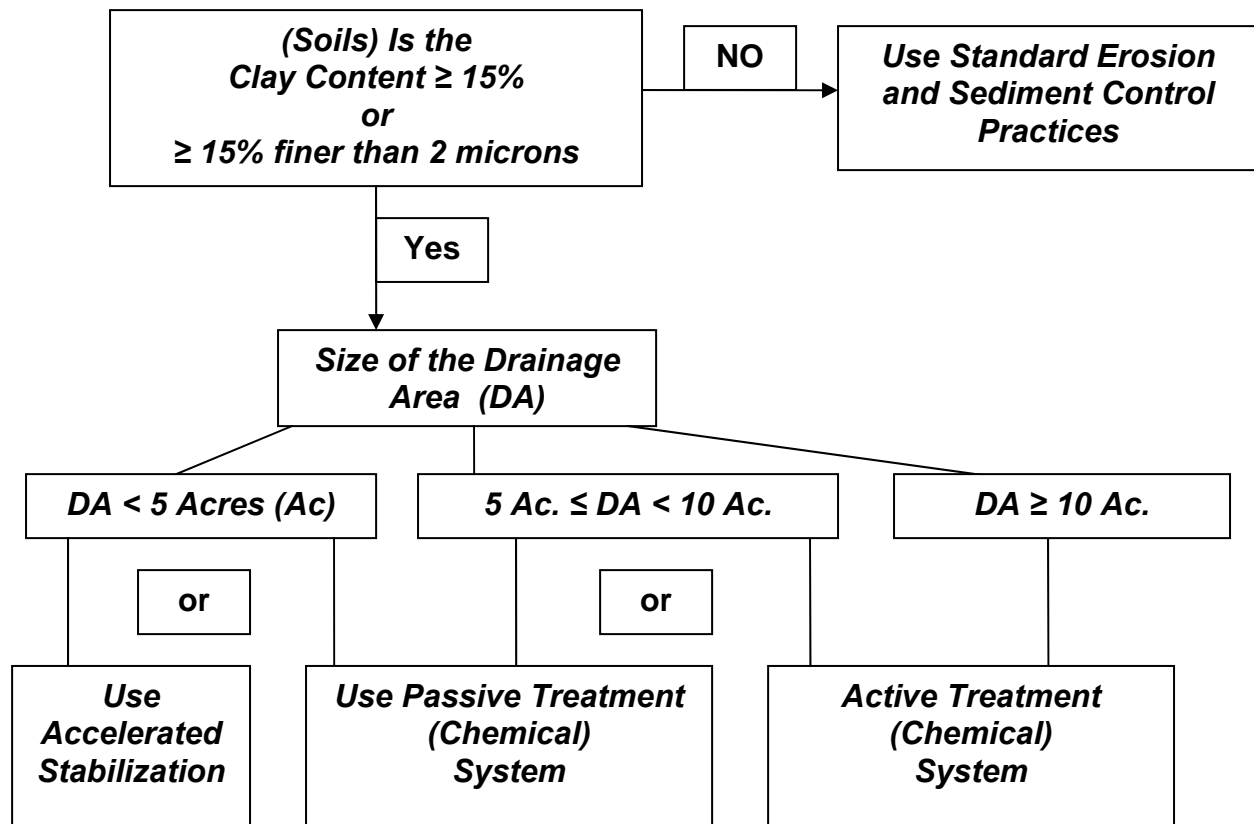 (Soils) Is the
Clay Content ≥ 15%
or
≥ 15% finer than 2 microns
NO
Use Standard Erosion
and Sediment Control
Practices
Yes
Size of the Drainage
Area (DA)
DA < 5 Acres (Ac)
5 Ac. ≤ DA < 10 Ac.
DA ≥ 10 Ac.
or
or
Use
Accelerated
Stabilization
Use Passive Treatment
(Chemical)
System
Active Treatment
(Chemical)
System